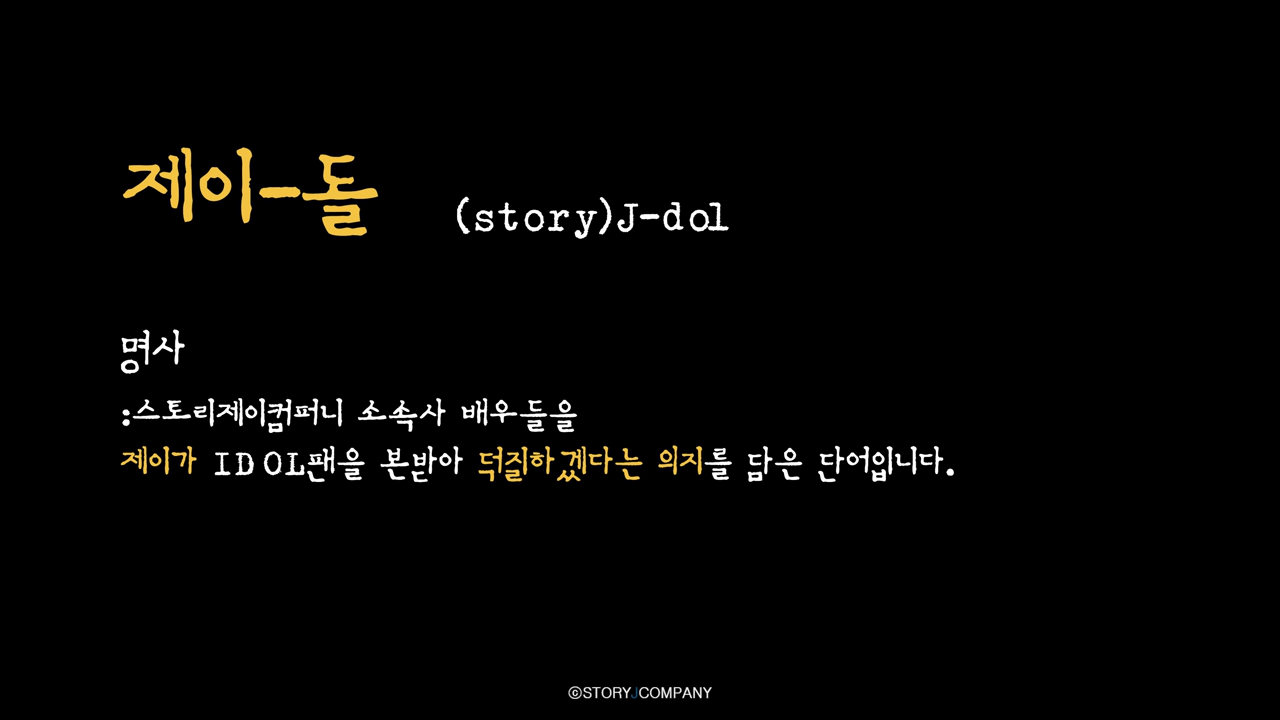 제이-돌 (story)J-dol
명사
:스토리제이컴퍼니 소속사 배우들을
제이가 IDOL팬을 본받아 덕질하겠다는 의지를 담은 단어입니다.
©STORYJCOMPANY